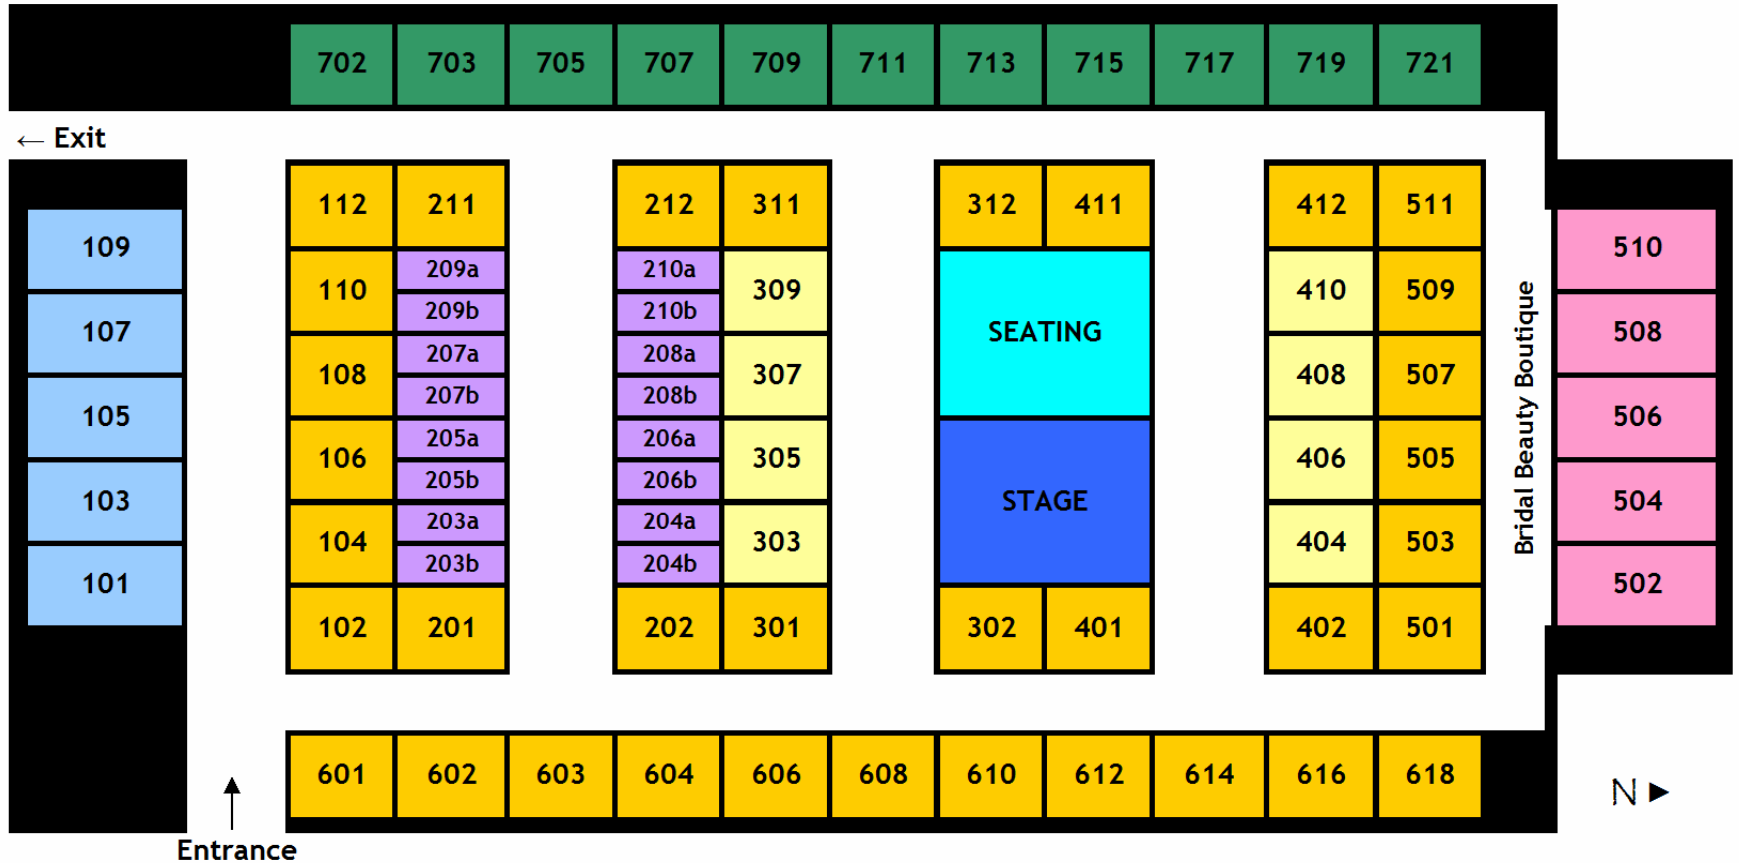 702 703 705 707 709 711 713 715 717 719 721
← Exit
112 211 212 311 312 411 412 511
109 510
209a 210a
110 309 410 509
209b 210b
107 SEATING 508
207a 208a
108 307 408 507
207b 208b
105 506
205a 206a
106 305 406 505
205b 206b
103 STAGE 504
203a 204a
104 303 404 503
203b 204b
101 502
Bridal Beauty Boutique
102 201 202 301 302 401 402 501
601 602 603 604 606 608 610 612 614 616 618
N ►
Entrance